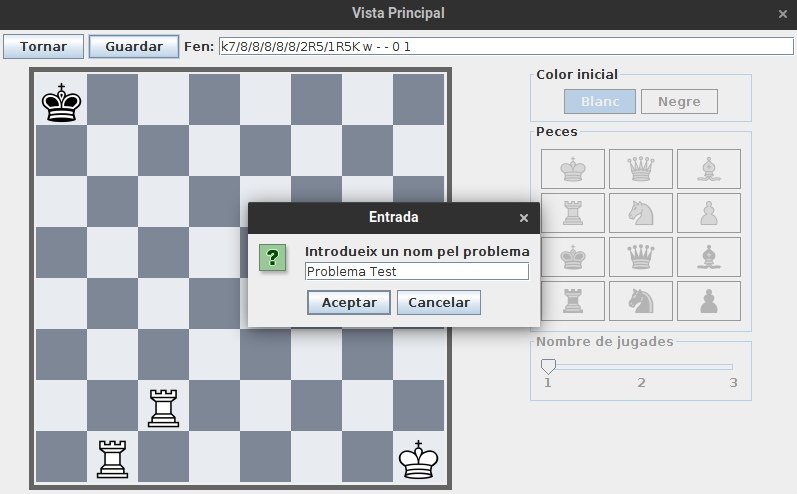 Vista Principal
Tornar Guardar Fen: k7/8/8/8/8/8/2R5/1R5K w - - 0 1
Color inicial
Blanc Negre
Peces
Entrada
Introdueix un nom pel problema
Problema Test
Aceptar Cancelar
Nombre de jugades
1 2 3